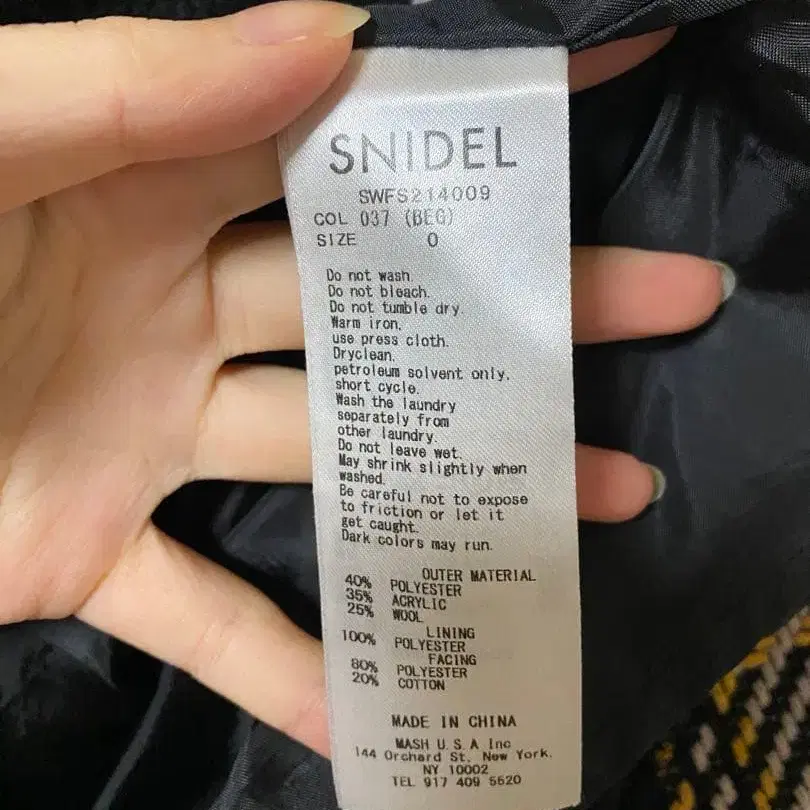 SNIDEL
SWFS214009
COL 037 (BEG)
SIZE 0
Do not wash.
Do not bleach.
Do not tumble dry.
Warm iron,
use press cloth.
Dryclean.
petroleum solvent only,
short cycle.
Wash the laundry
separately from
other laundry.
Do not leave wet.
May shrink slightly when
washed.
Be careful not to expose
to friction or let it
get caught.
Dark colors may run.
OUTER MATERIAL
40% POLYESTER
35% ACRYLIC
25% WOOL
LINING
100% POLYESTER
FACING
80% POLYESTER
20% COTTON
MADE IN CHINA
MASH U.S.A Inc
144 Orchard St. New York.
NY 10002
TEL 917 409 5520